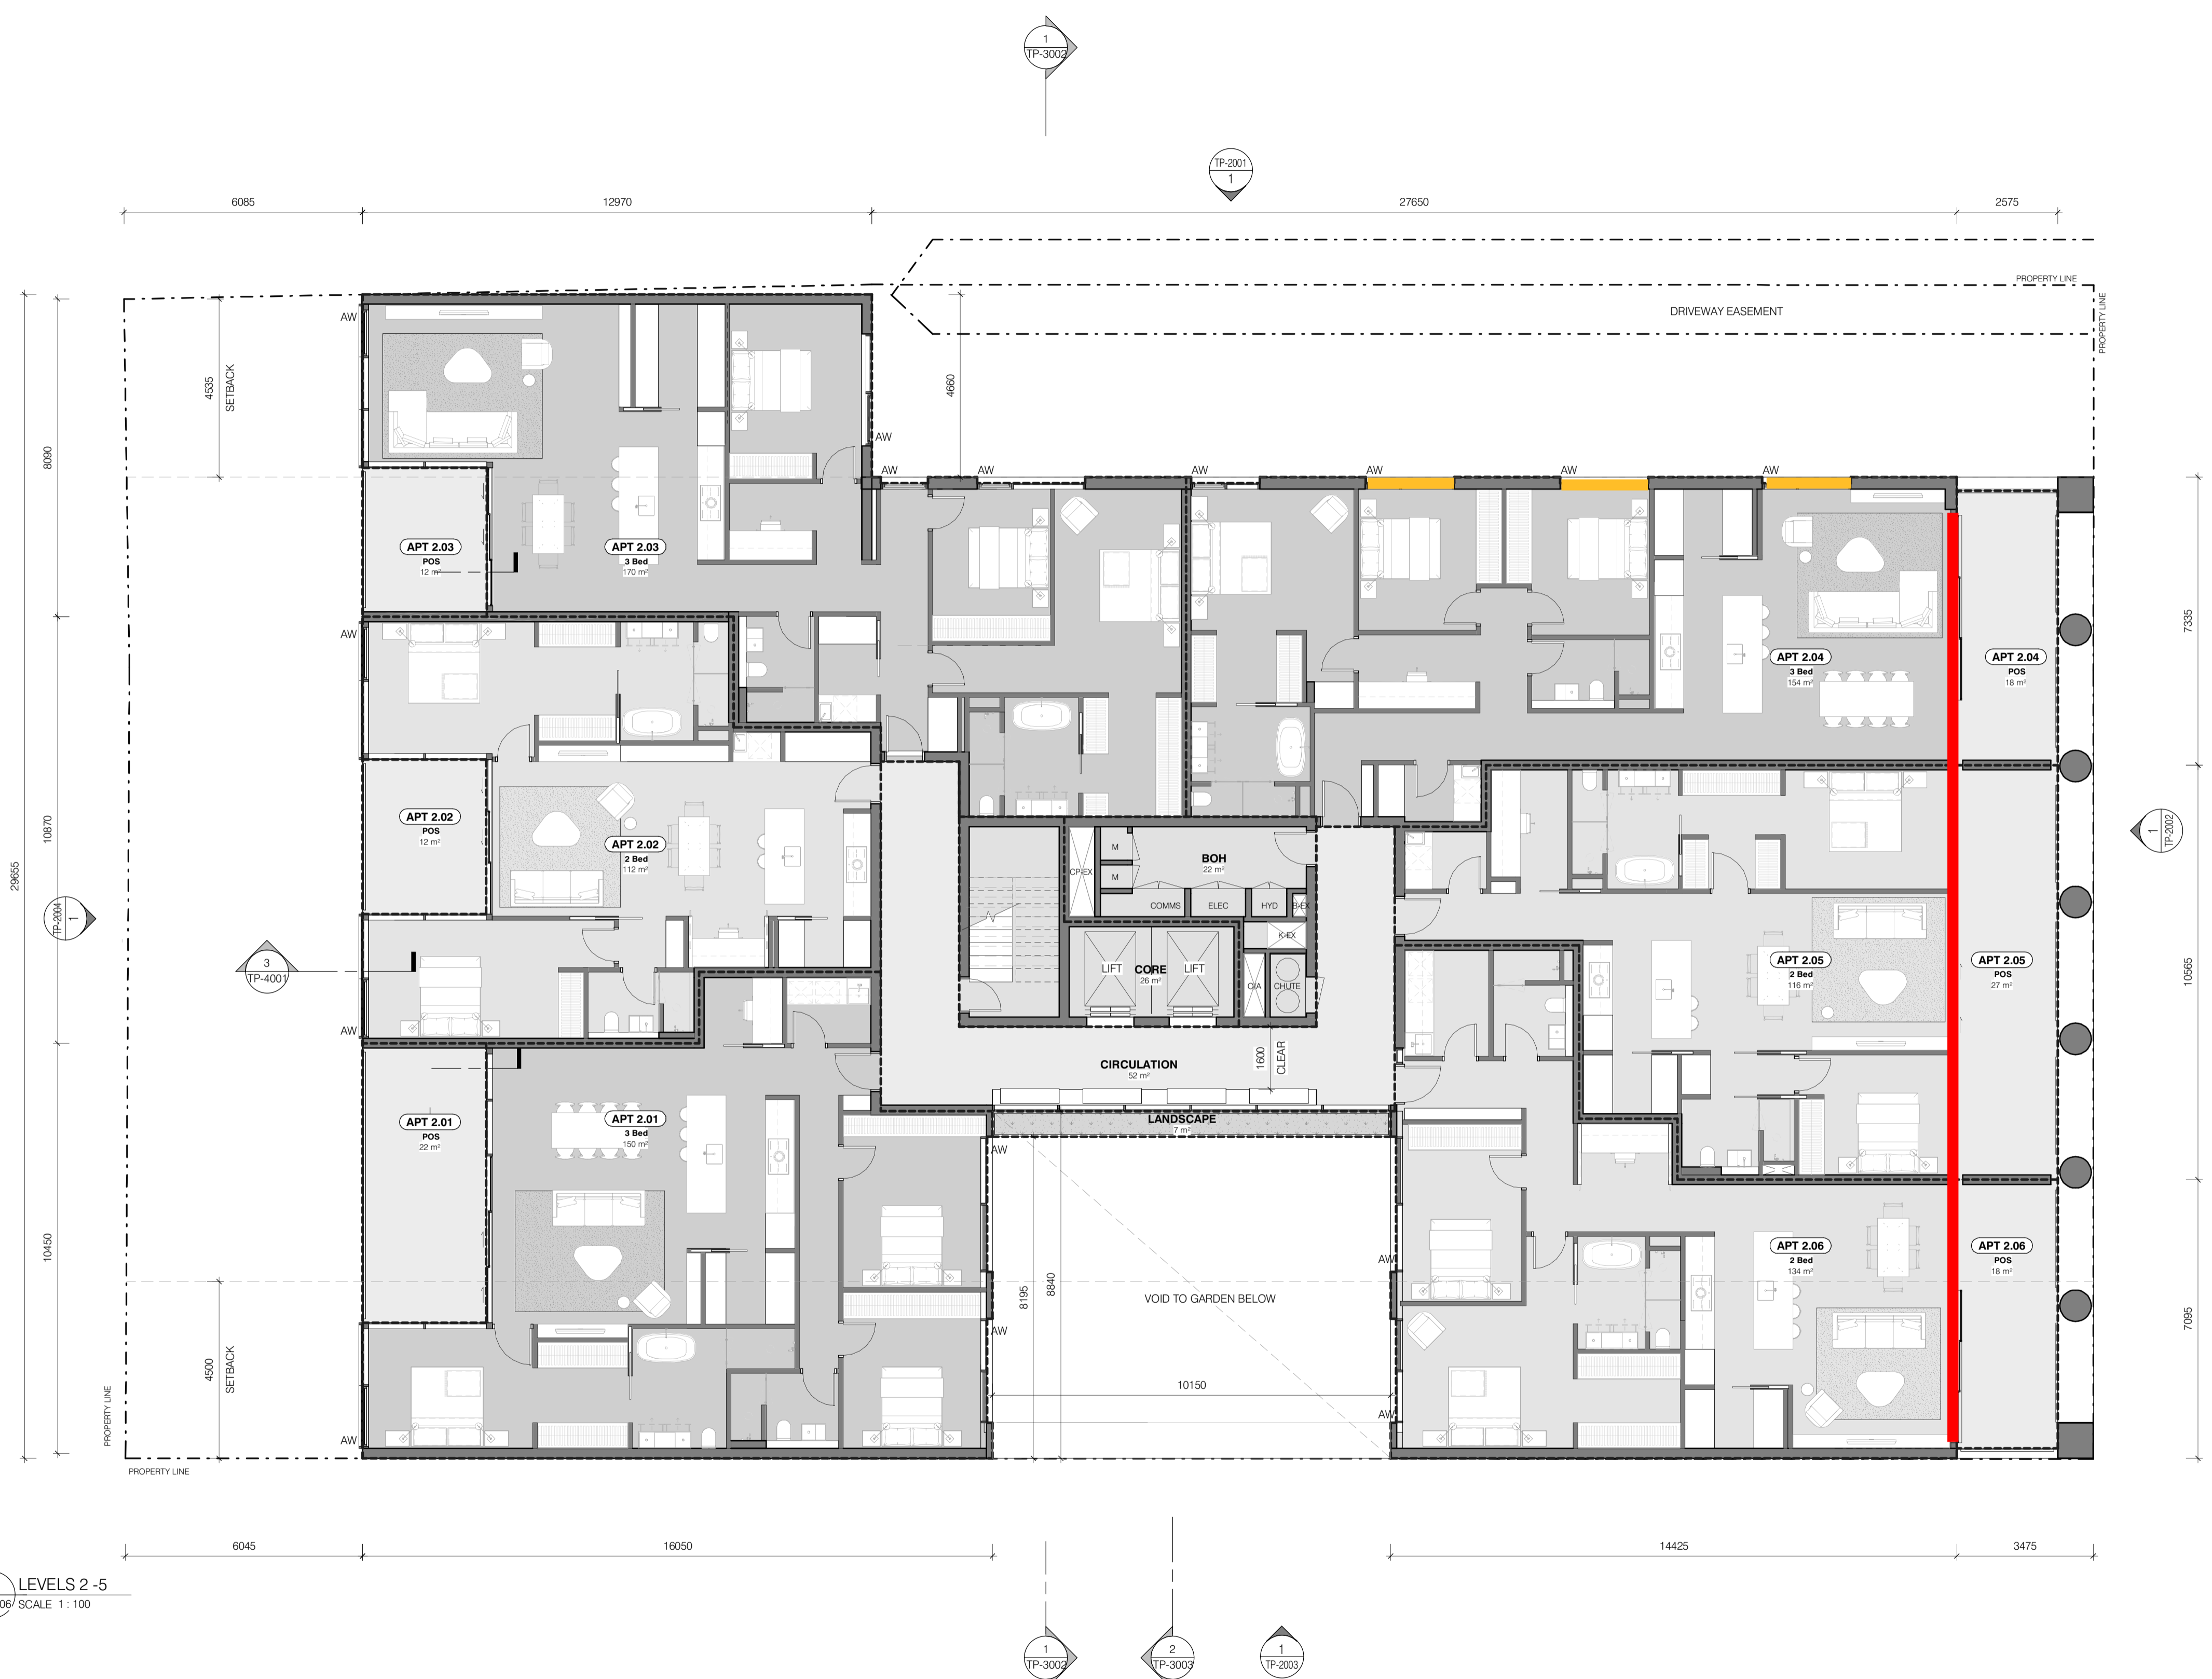 1
TP-3002
TP-2001
1
6085
12970
27650
2575
PROPERTY LINE
PROPERTY LINE
DRIVEWAY EASEMENT
AW
4535
SETBACK
4660
8090
AW
AW
AW
AW
AW
AW
AW
APT 2.03
POS
12 m²
APT 2.03
3 Bed
170 m²
7335
AW
APT 2.04
3 Bed
154 m²
APT 2.04
POS
18 m²
APT 2.02
POS
12 m²
10870
29655
APT 2.02
2 Bed
112 m²
M
M
BOH
22 m²
CP-EX
COMMS
ELEC
HYD
B-EX
K-EX
1
TP-2002
TP-2004
1
3
TP-4001
LIFT
CORE
26 m²
LIFT
O/A
CHUTE
APT 2.05
2 Bed
116 m²
APT 2.05
POS
27 m²
10565
AW
CIRCULATION
52 m²
1600
CLEAR
LANDSCAPE
7 m²
APT 2.01
POS
22 m²
APT 2.01
3 Bed
150 m²
AW
10450
8195
8840
VOID TO GARDEN BELOW
AW
AW
APT 2.06
2 Bed
134 m²
APT 2.06
POS
18 m²
7095
4500
SETBACK
10150
AW
AW
PROPERTY LINE
PROPERTY LINE
6045
16050
14425
3475
LEVELS 2 -5
06 SCALE 1 : 100
1
TP-3002
2
TP-3003
1
TP-2003